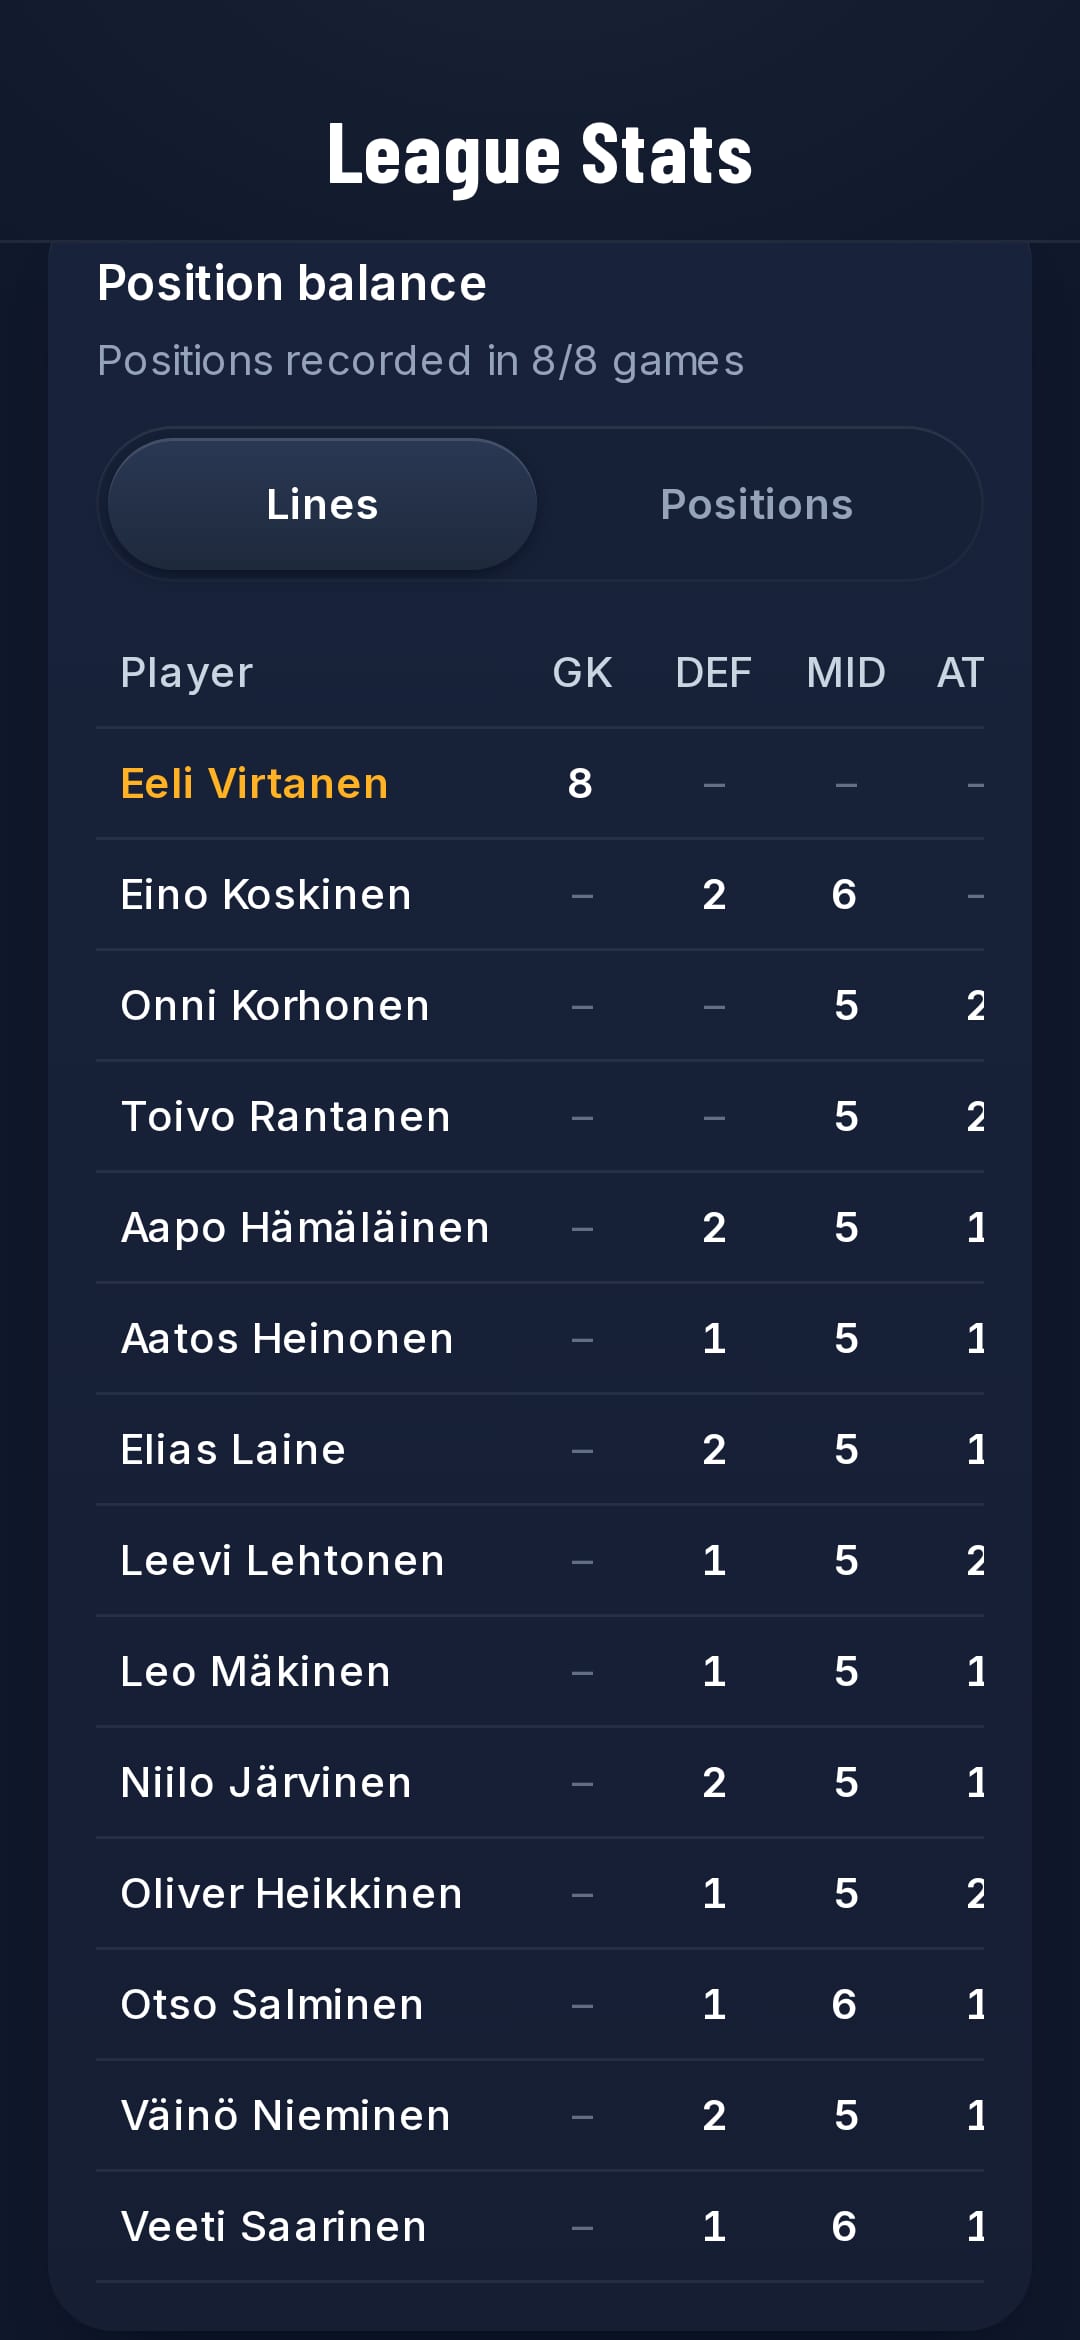 League Stats
Position balance
Positions recorded in 8/8 games
Lines Positions
Player GK DEF MID AT
Eeli Virtanen 8 – – –
Eino Koskinen – 2 6 –
Onni Korhonen – – 5 2
Toivo Rantanen – – 5 2
Aapo Hämäläinen – 2 5 1
Aatos Heinonen – 1 5 1
Elias Laine – 2 5 1
Leevi Lehtonen – 1 5 2
Leo Mäkinen – 1 5 1
Niilo Järvinen – 2 5 1
Oliver Heikkinen – 1 5 2
Otso Salminen – 1 6 1
Väinö Nieminen – 2 5 1
Veeti Saarinen – 1 6 1